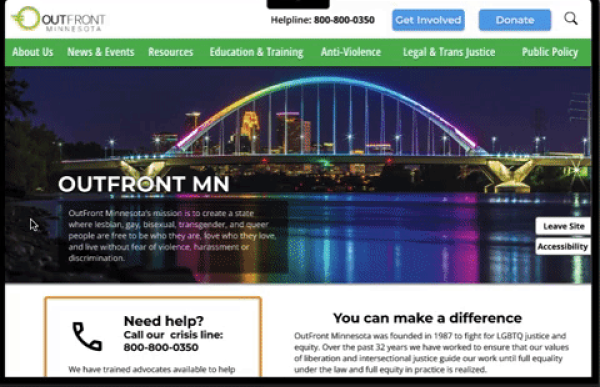 OUTFRONT
MINNESOTA
Helpline: 800-800-0350
Get Involved
Donate
About Us
News & Events
Resources
Education & Training
Anti-Violence
Legal & Trans Justice
Public Policy
OUTFRONT MN
OutFront Minnesota's mission is to create a state
where lesbian, gay, bisexual, transgender, and queer
people are free to be who they are, love who they love,
and live without fear of violence, harassment or
discrimination.
Leave Site
Accessibility
Need help?
Call our crisis line:
800-800-0350
We have trained advocates available to help
You can make a difference
OutFront Minnesota was founded in 1987 to fight for LGBTQ justice and
equity. Over the past 32 years we have worked to ensure that our values
of liberation and intersectional justice guide our work until full equality
under the law and full equity in practice is realized.